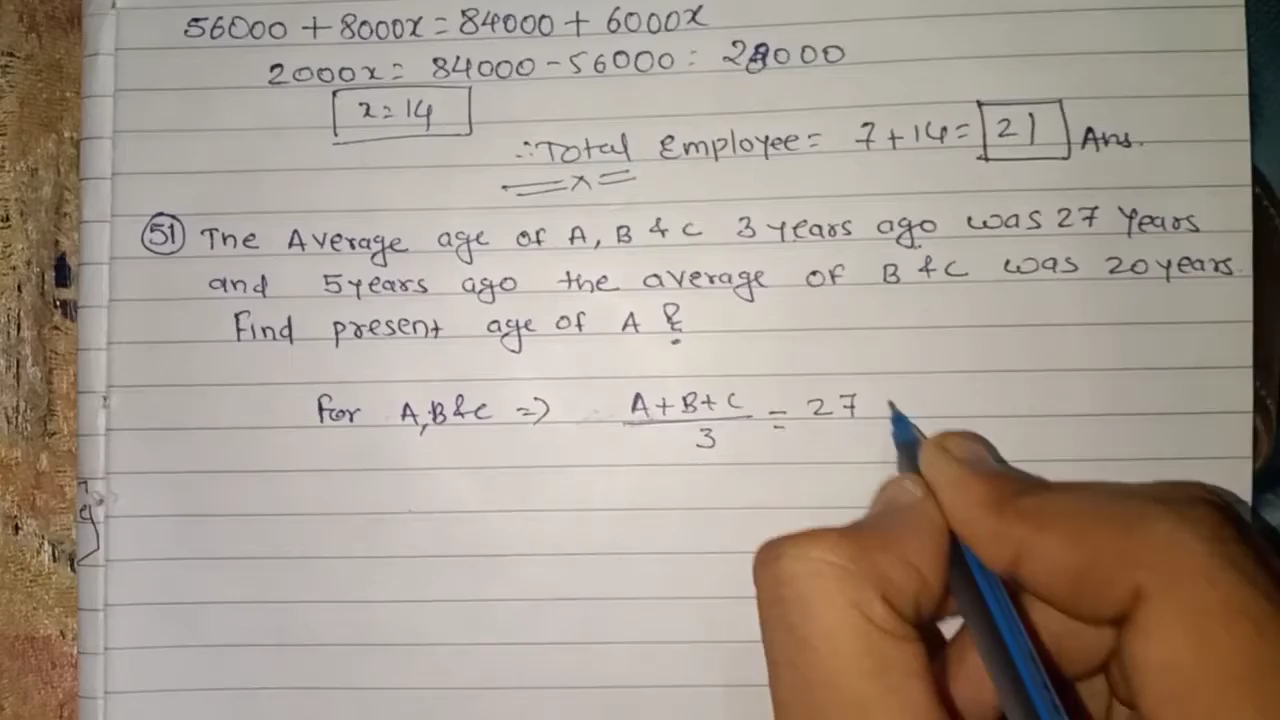 56000 + 8000x = 84000 + 6000x
2000x = 84000 - 56000 = 28000
x = 14
∴ Total Employee = 7 + 14 = 21 Ans.
= x =
51 The Average age of A, B & C 3 years ago was 27 Years
and 5 years ago the average of B & C was 20 years.
Find present age of A ?
For A, B & C => A + B + C / 3 = 27